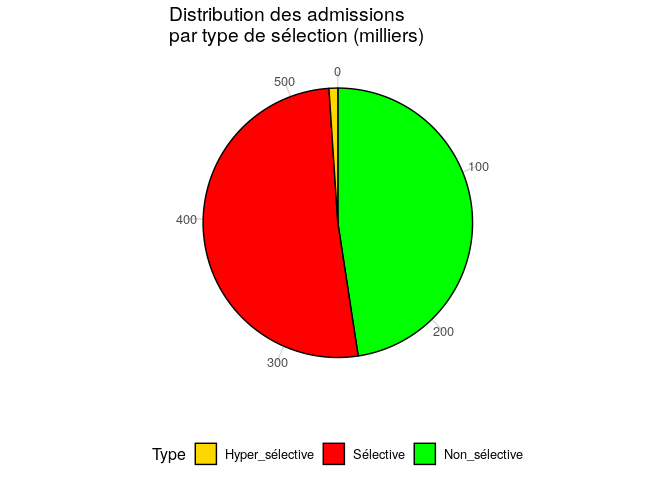 Distribution des admissions
par type de sélection (milliers)
0
500
100
400
200
300
Type Hyper_sélective Sélective Non_sélective